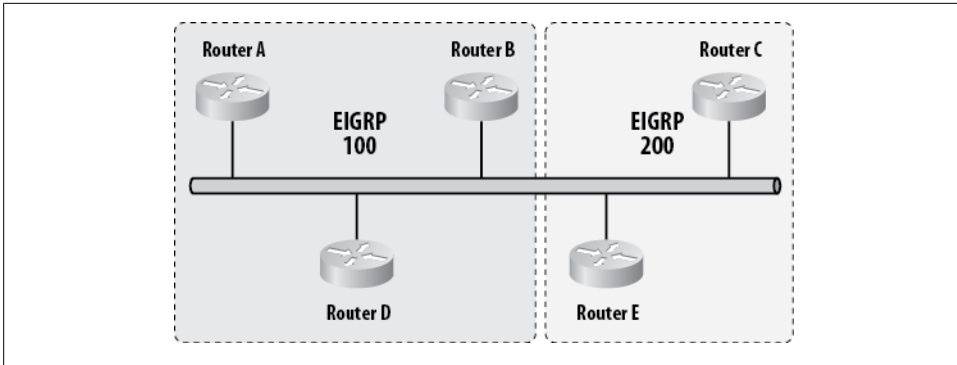 Router A
Router B
Router C
EIGRP
100
EIGRP
200
Router D
Router E